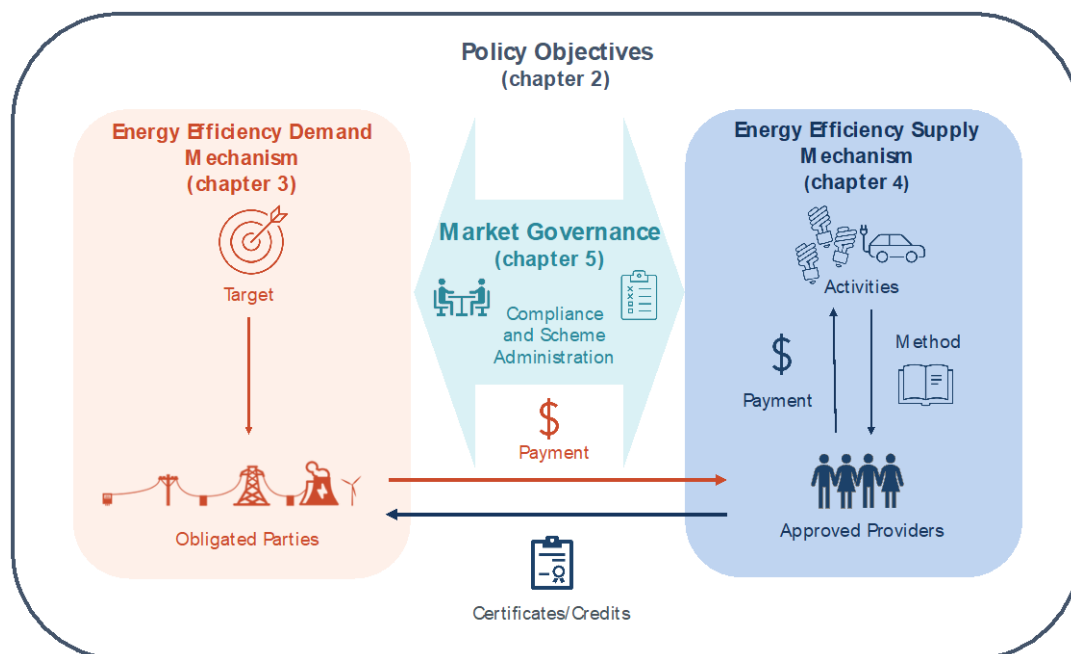 Policy Objectives
(chapter 2)
Energy Efficiency Demand
Mechanism
(chapter 3)
Target
Obligated Parties
Market Governance
(chapter 5)
Compliance
and Scheme
Administration
$
Payment
Certificates/Credits
Energy Efficiency Supply
Mechanism
(chapter 4)
Activities
$
Payment
Method
Approved Providers